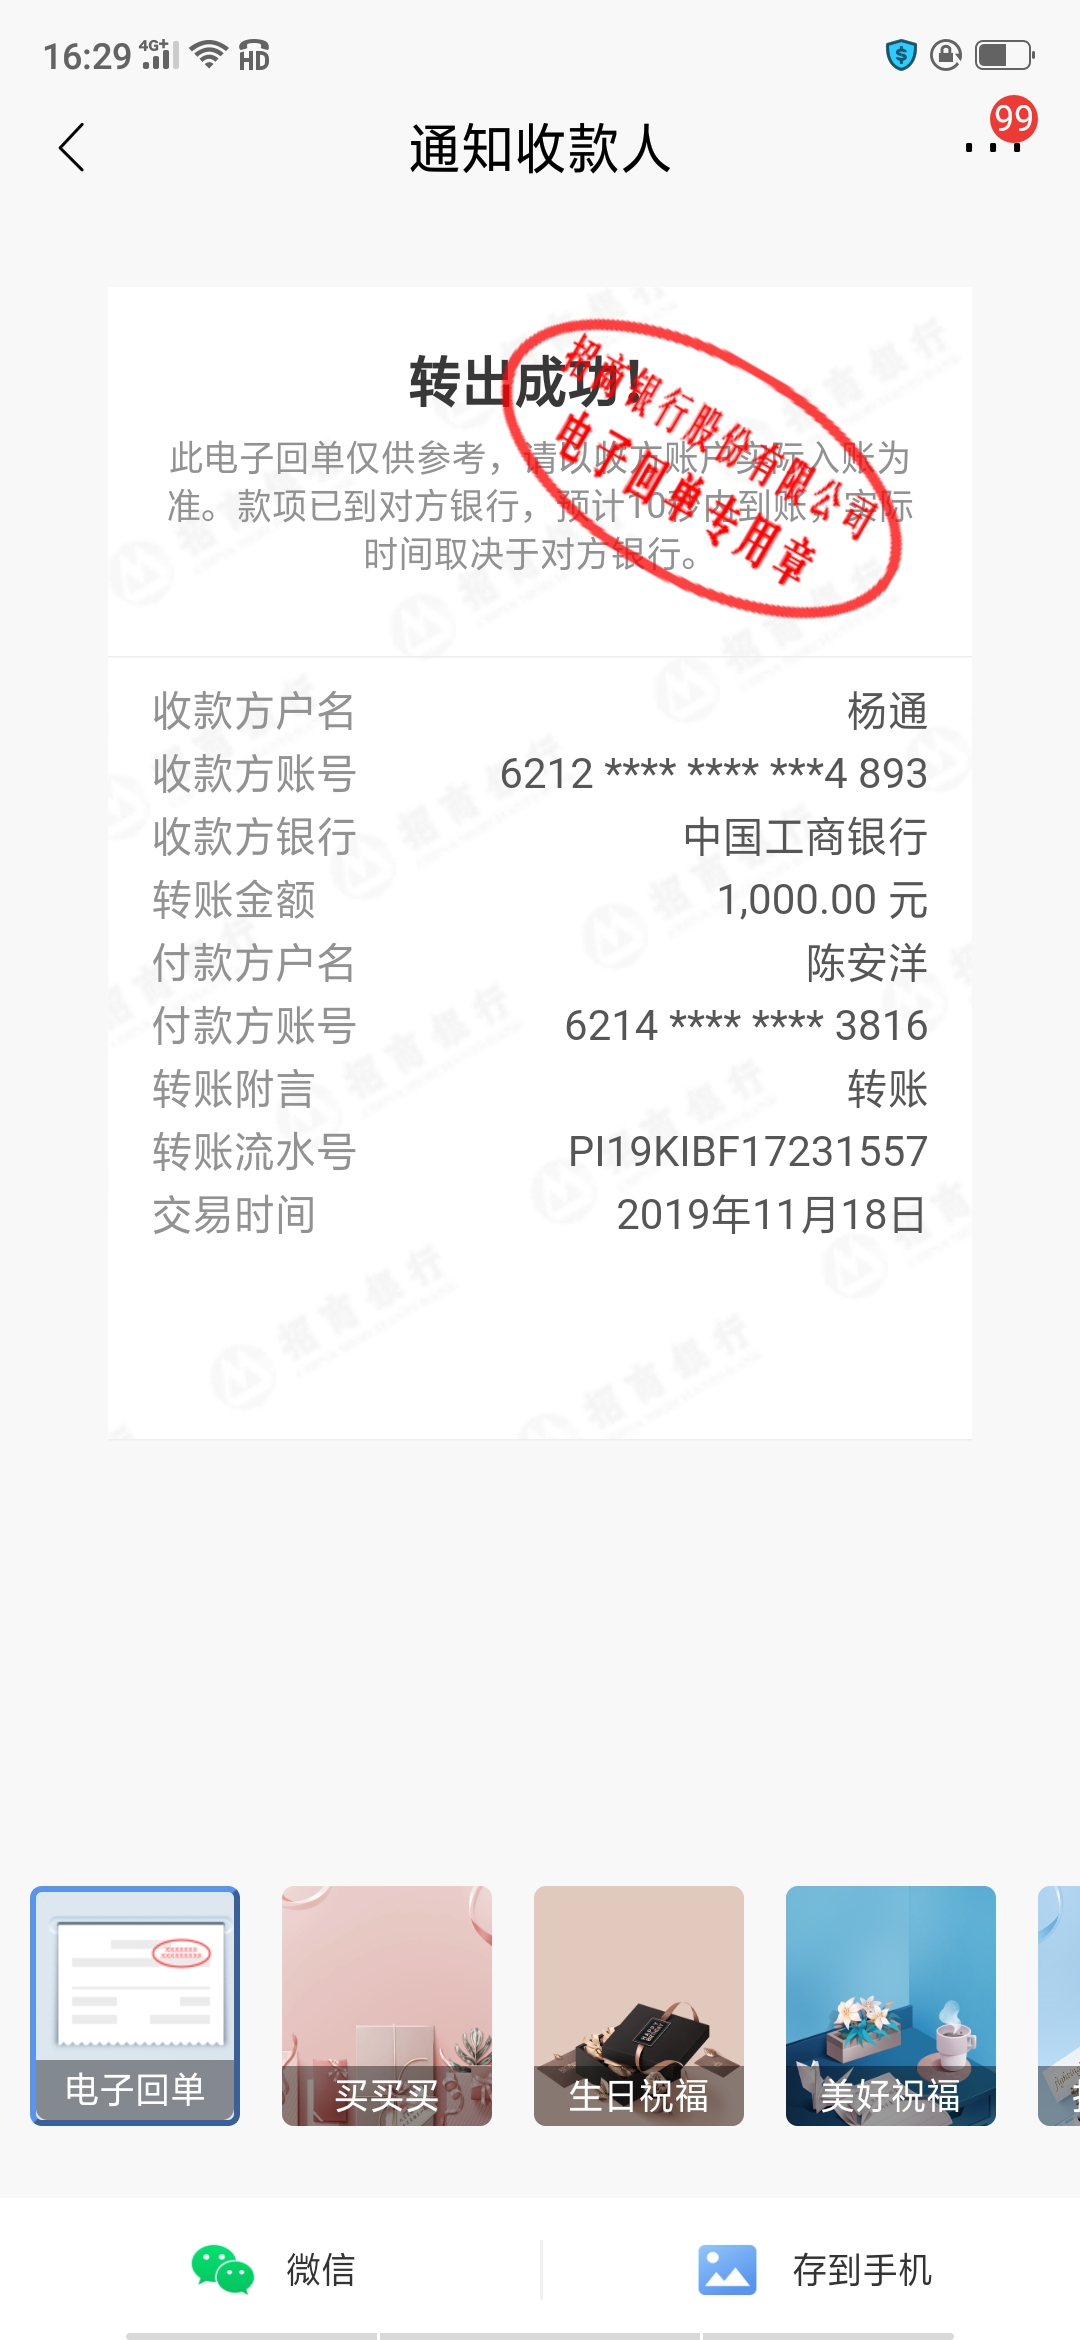 16:29 4G+ HD
通知收款人
99
转出成功!
招商银行股份有限公司
电子回单专用章
此电子回单仅供参考，请以收方账户实际入账为
准。款项已到对方银行，预计10秒内到账，实际
时间取决于对方银行。
收款方户名 杨通
收款方账号 6212 **** **** ***4 893
收款方银行 中国工商银行
转账金额 1,000.00 元
付款方户名 陈安洋
付款方账号 6214 **** **** 3816
转账附言 转账
转账流水号 PI19KIBF17231557
交易时间 2019年11月18日
招商银行
电子回单
买买买
生日祝福
美好祝福
微信
存到手机